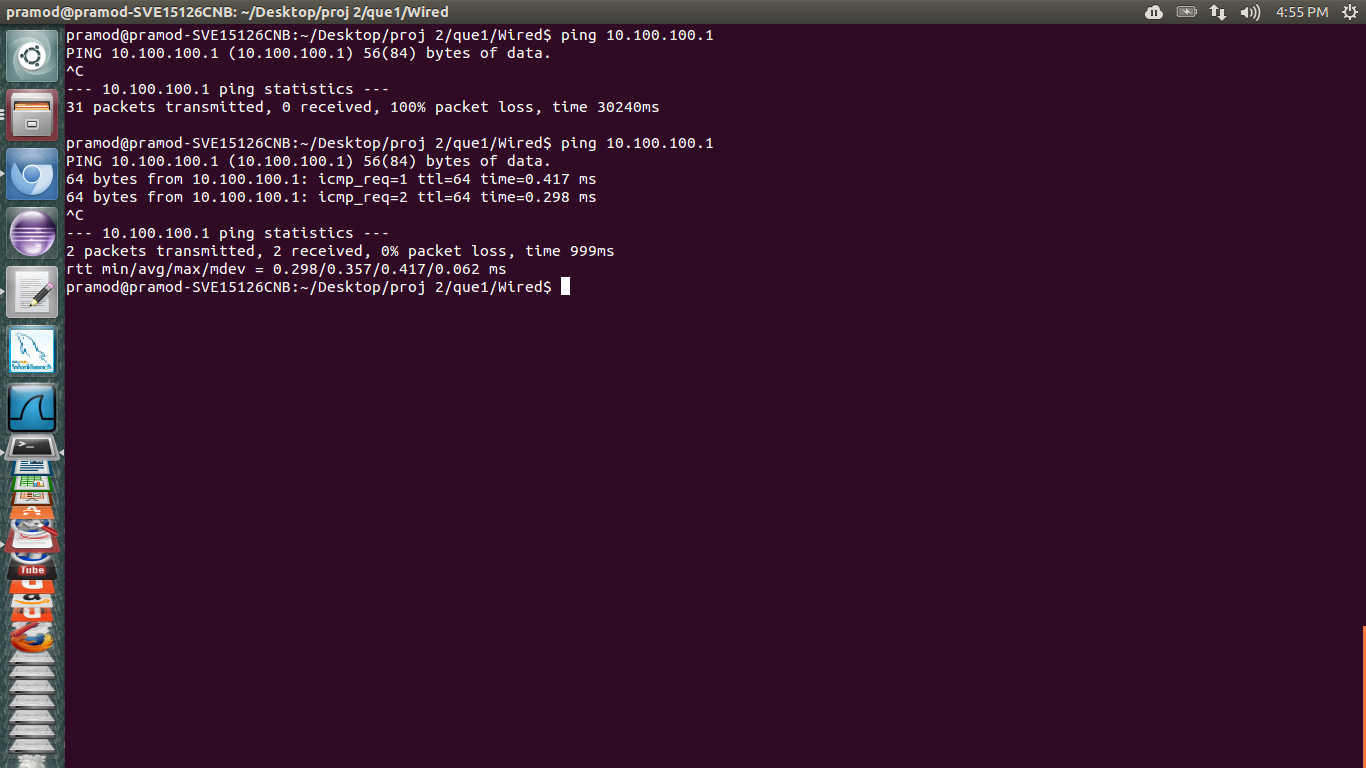 pramod@pramod-SVE15126CNB: ~/Desktop/proj 2/que1/Wired
4:55 PM
pramod@pramod-SVE15126CNB:~/Desktop/proj 2/que1/Wired$ ping 10.100.100.1
PING 10.100.100.1 (10.100.100.1) 56(84) bytes of data.
^C
--- 10.100.100.1 ping statistics ---
31 packets transmitted, 0 received, 100% packet loss, time 30240ms
pramod@pramod-SVE15126CNB:~/Desktop/proj 2/que1/Wired$ ping 10.100.100.1
PING 10.100.100.1 (10.100.100.1) 56(84) bytes of data.
64 bytes from 10.100.100.1: icmp_req=1 ttl=64 time=0.417 ms
64 bytes from 10.100.100.1: icmp_req=2 ttl=64 time=0.298 ms
^C
--- 10.100.100.1 ping statistics ---
2 packets transmitted, 2 received, 0% packet loss, time 999ms
rtt min/avg/max/mdev = 0.298/0.357/0.417/0.062 ms
pramod@pramod-SVE15126CNB:~/Desktop/proj 2/que1/Wired$
Tube